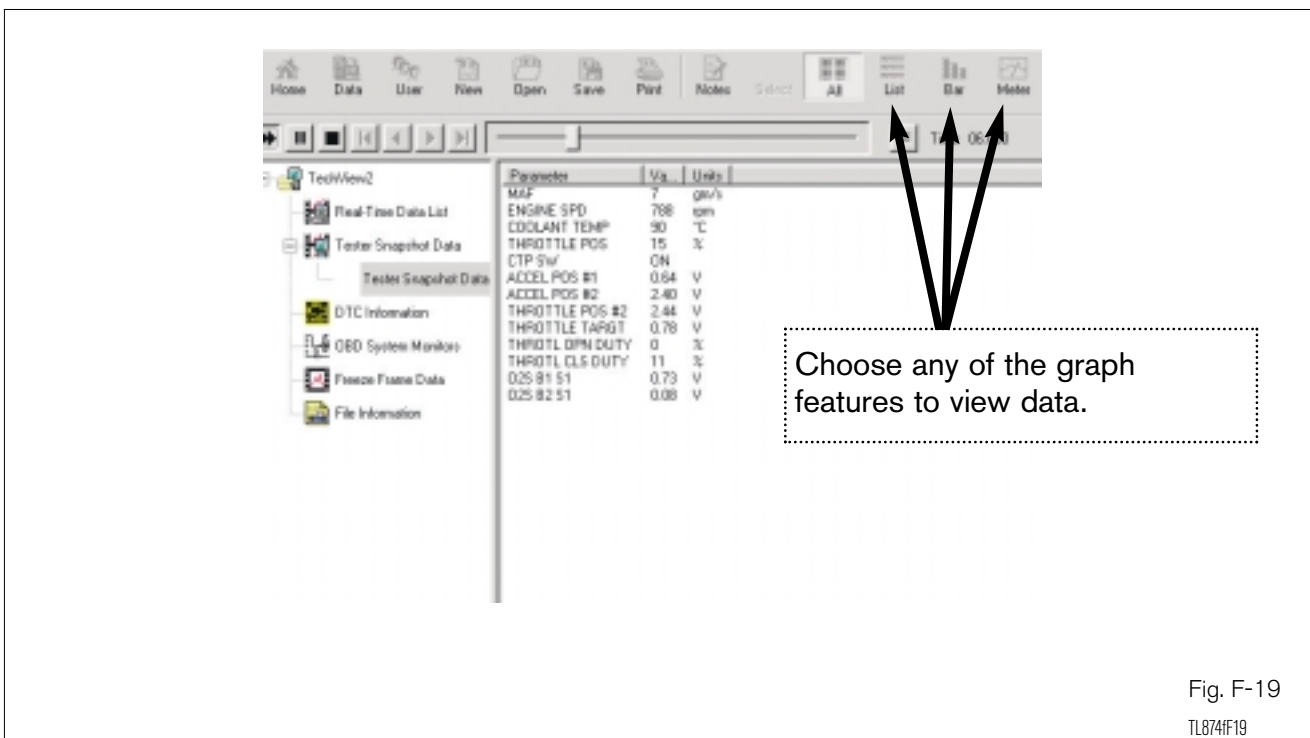 Home Data User New Open Save Print Notes Select All List Bar Meter
TechView2
Real-Time Data List
Tester Snapshot Data
Tester Snapshot Data
DTC Information
OBD System Monitors
Freeze Frame Data
File Information
Parameter Va... Units
MAF 7 gm/s
ENGINE SPD 788 rpm
COOLANT TEMP 90 °C
THROTTLE POS 15 %
CTP SW ON
ACCEL POS #1 0.64 V
ACCEL POS #2 2.40 V
THROTTLE POS #2 2.44 V
THROTTLE TARGT 0.78 V
THROTL OPN DUTY 0 %
THROTL CLS DUTY 11 %
O2S B1 S1 0.73 V
O2S B2 S1 0.08 V
Choose any of the graph
features to view data.
Fig. F-19
TL874fF19